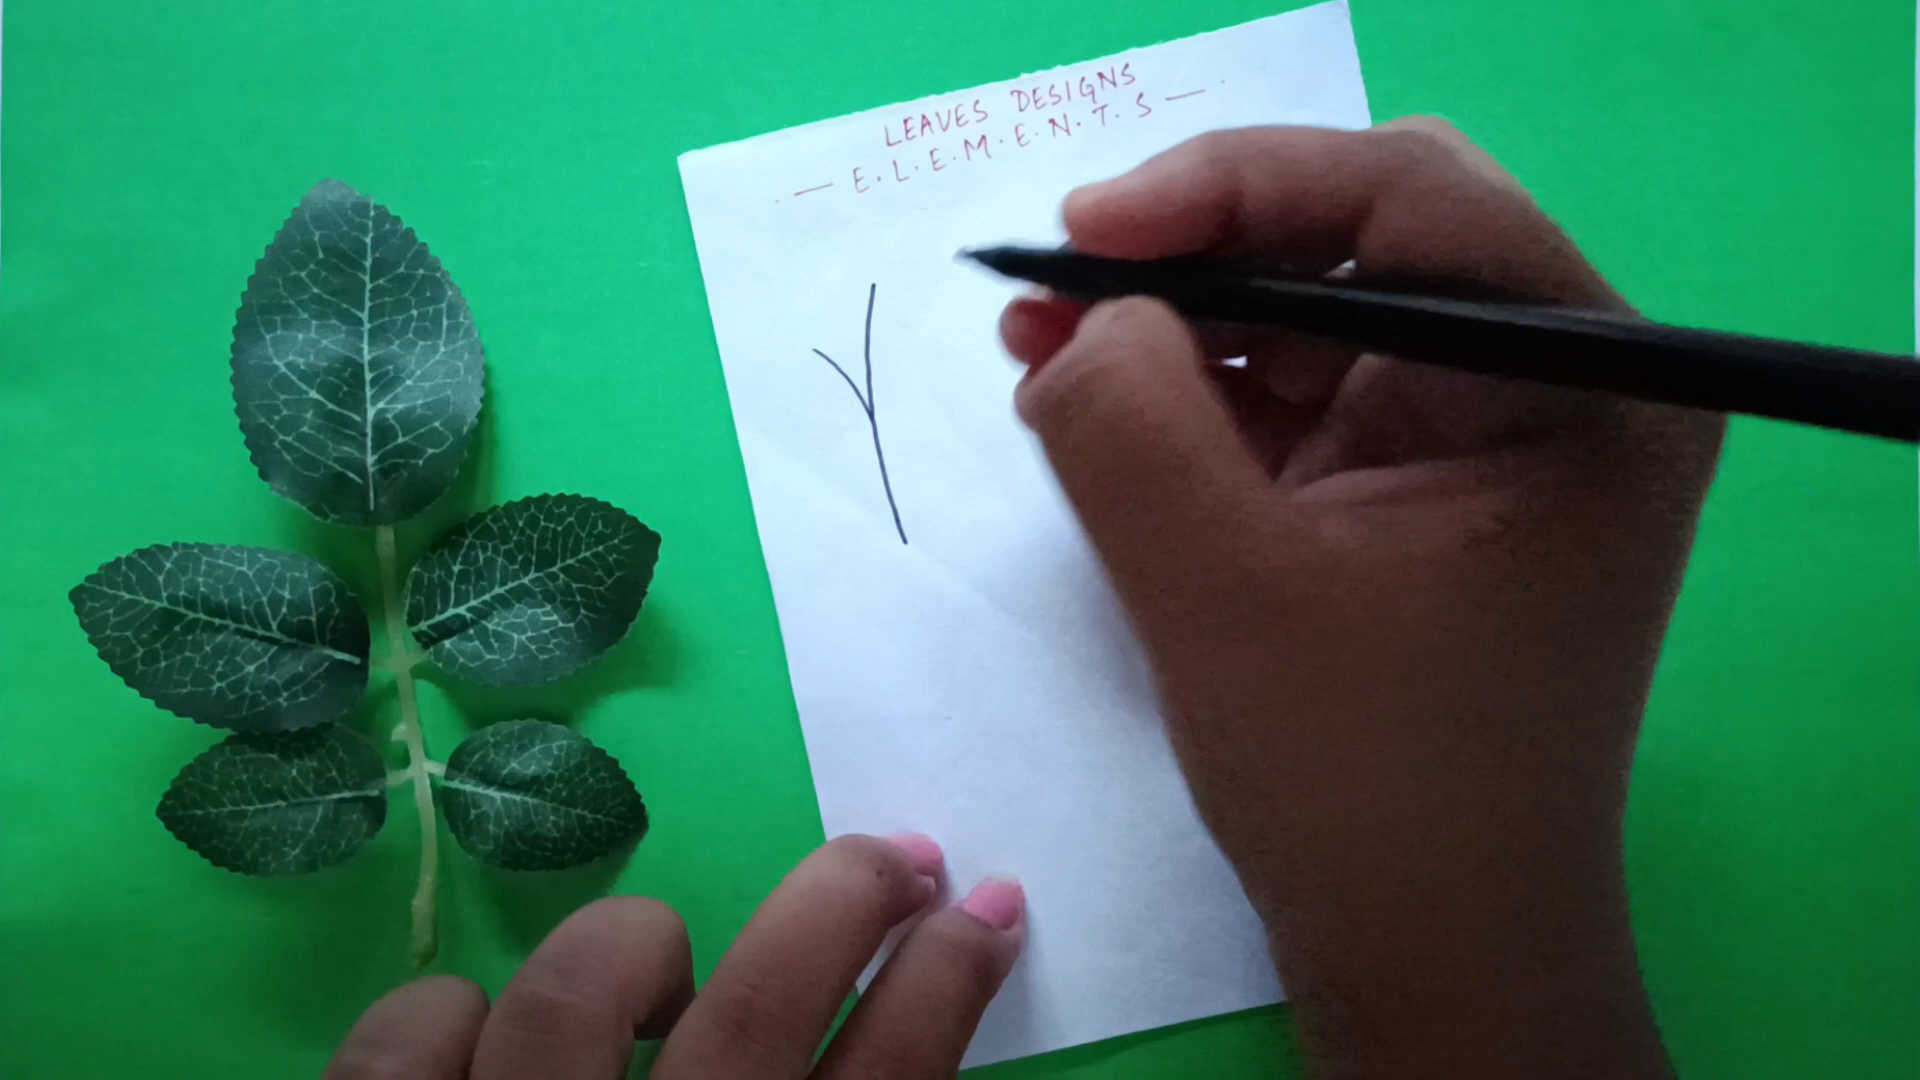 LEAVES DESIGNS
. — E.L.E.M.E.N.T.S — .